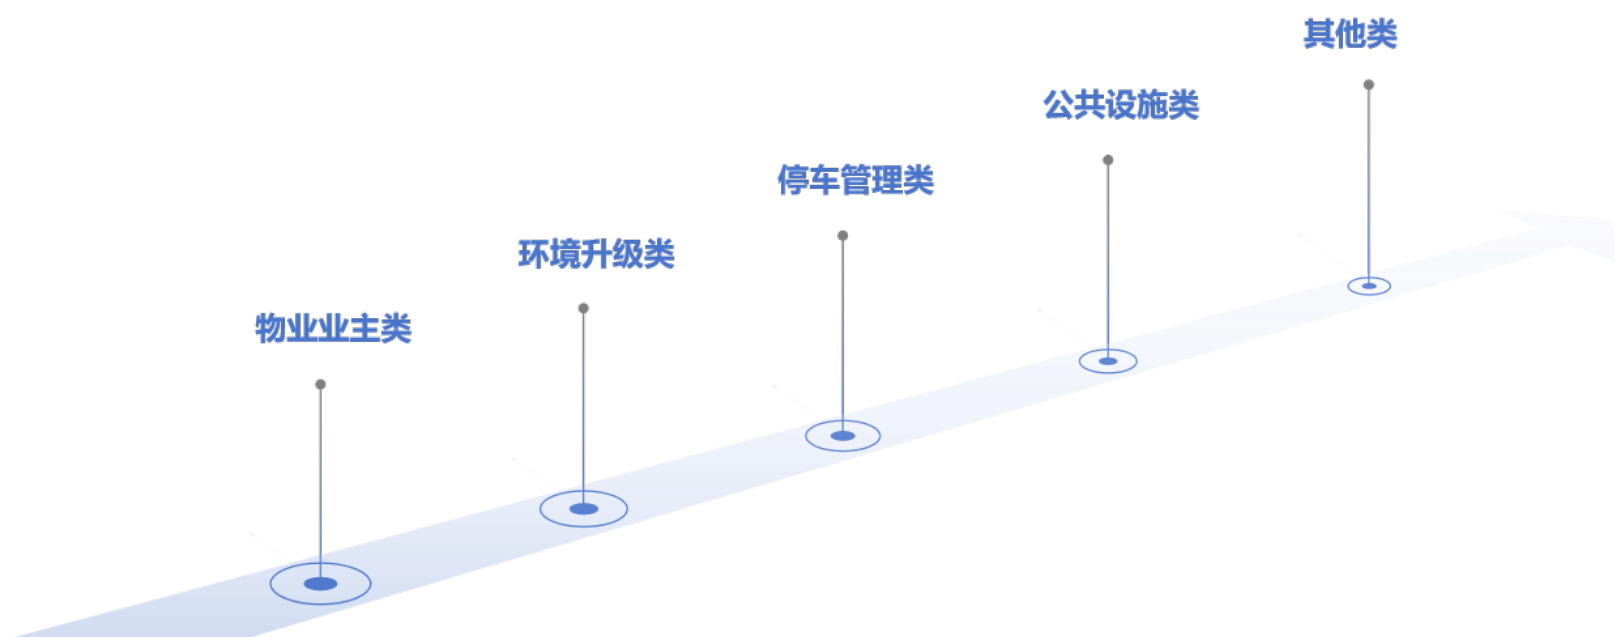 物业业主类
环境升级类
停车管理类
公共设施类
其他类